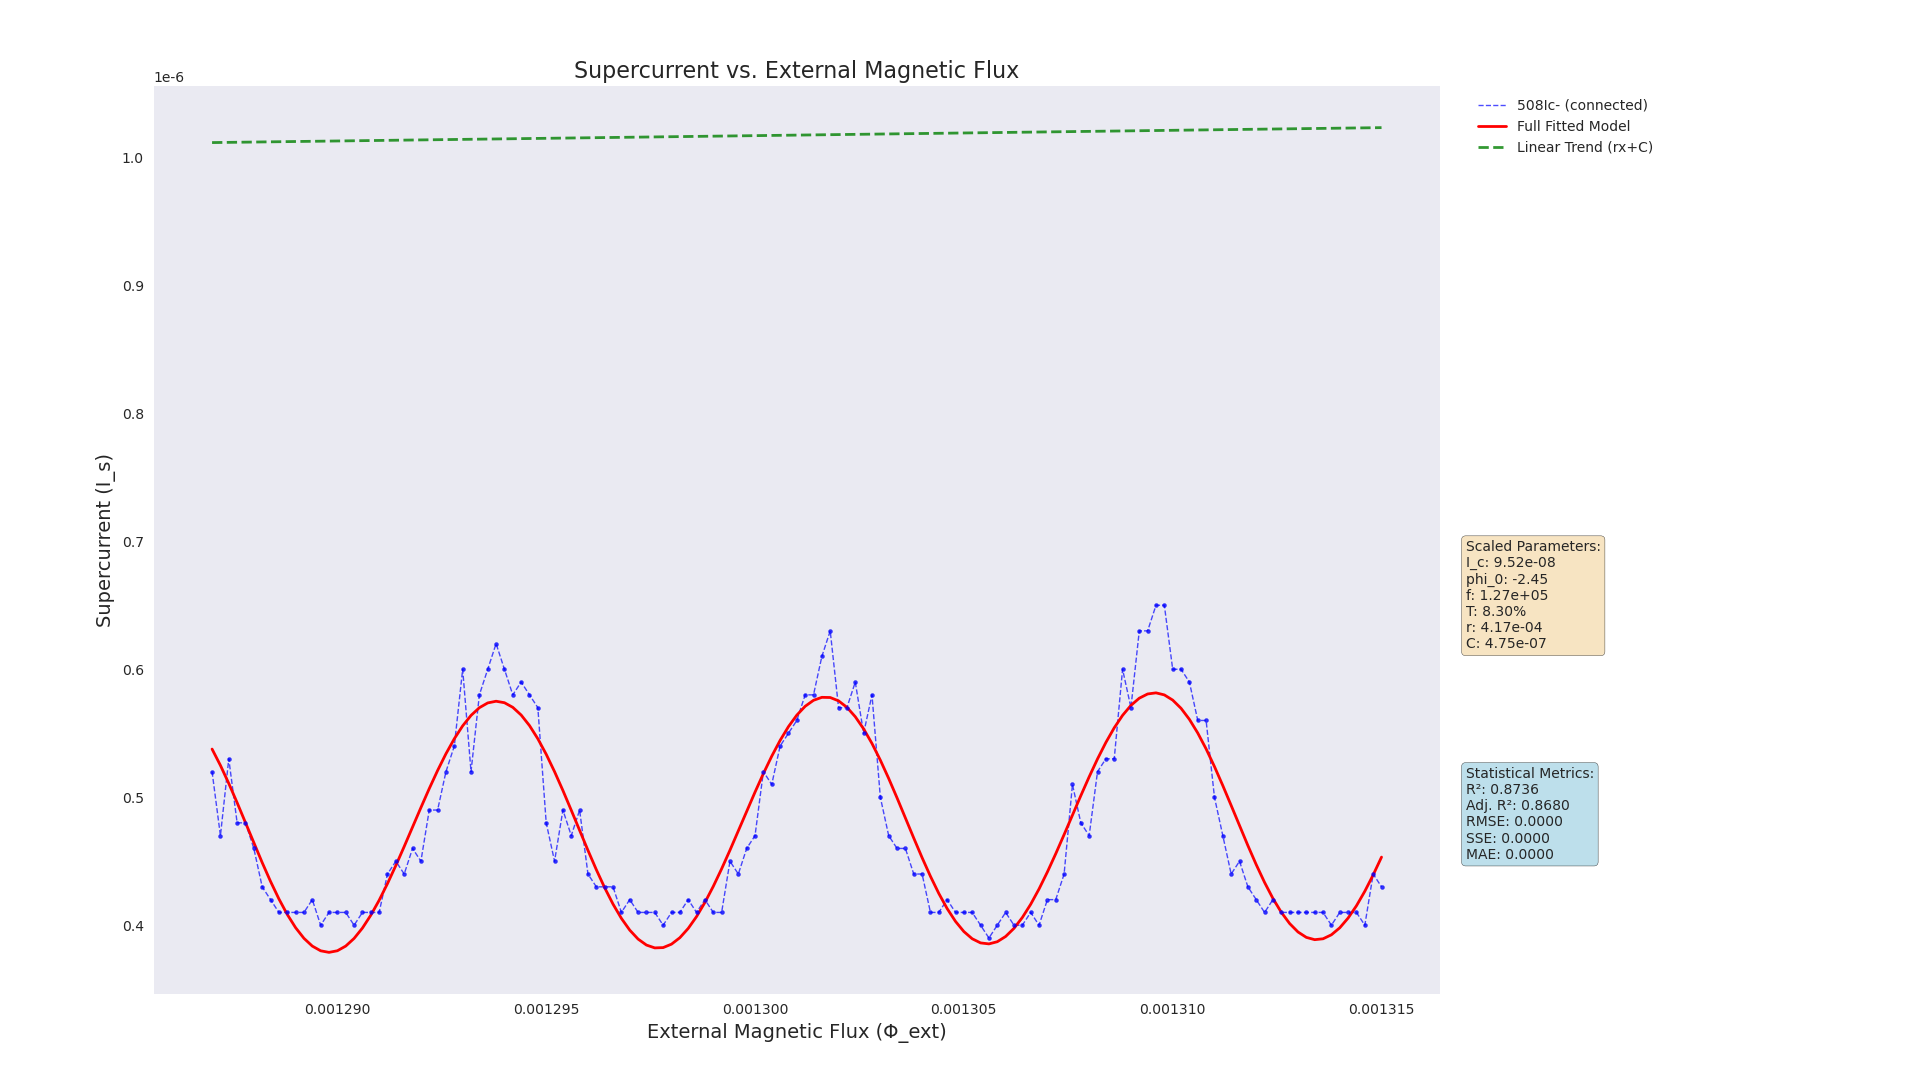 Supercurrent vs. External Magnetic Flux
1e-6
1.0
0.9
0.8
0.7
0.6
0.5
0.4
Supercurrent (I_s)
0.001290
0.001295
0.001300
0.001305
0.001310
0.001315
External Magnetic Flux (Φ_ext)
508Ic- (connected)
Full Fitted Model
Linear Trend (rx+C)
Scaled Parameters:
I_c: 9.52e-08
phi_0: -2.45
f: 1.27e+05
T: 8.30%
r: 4.17e-04
C: 4.75e-07
Statistical Metrics:
R²: 0.8736
Adj. R²: 0.8680
RMSE: 0.0000
SSE: 0.0000
MAE: 0.0000